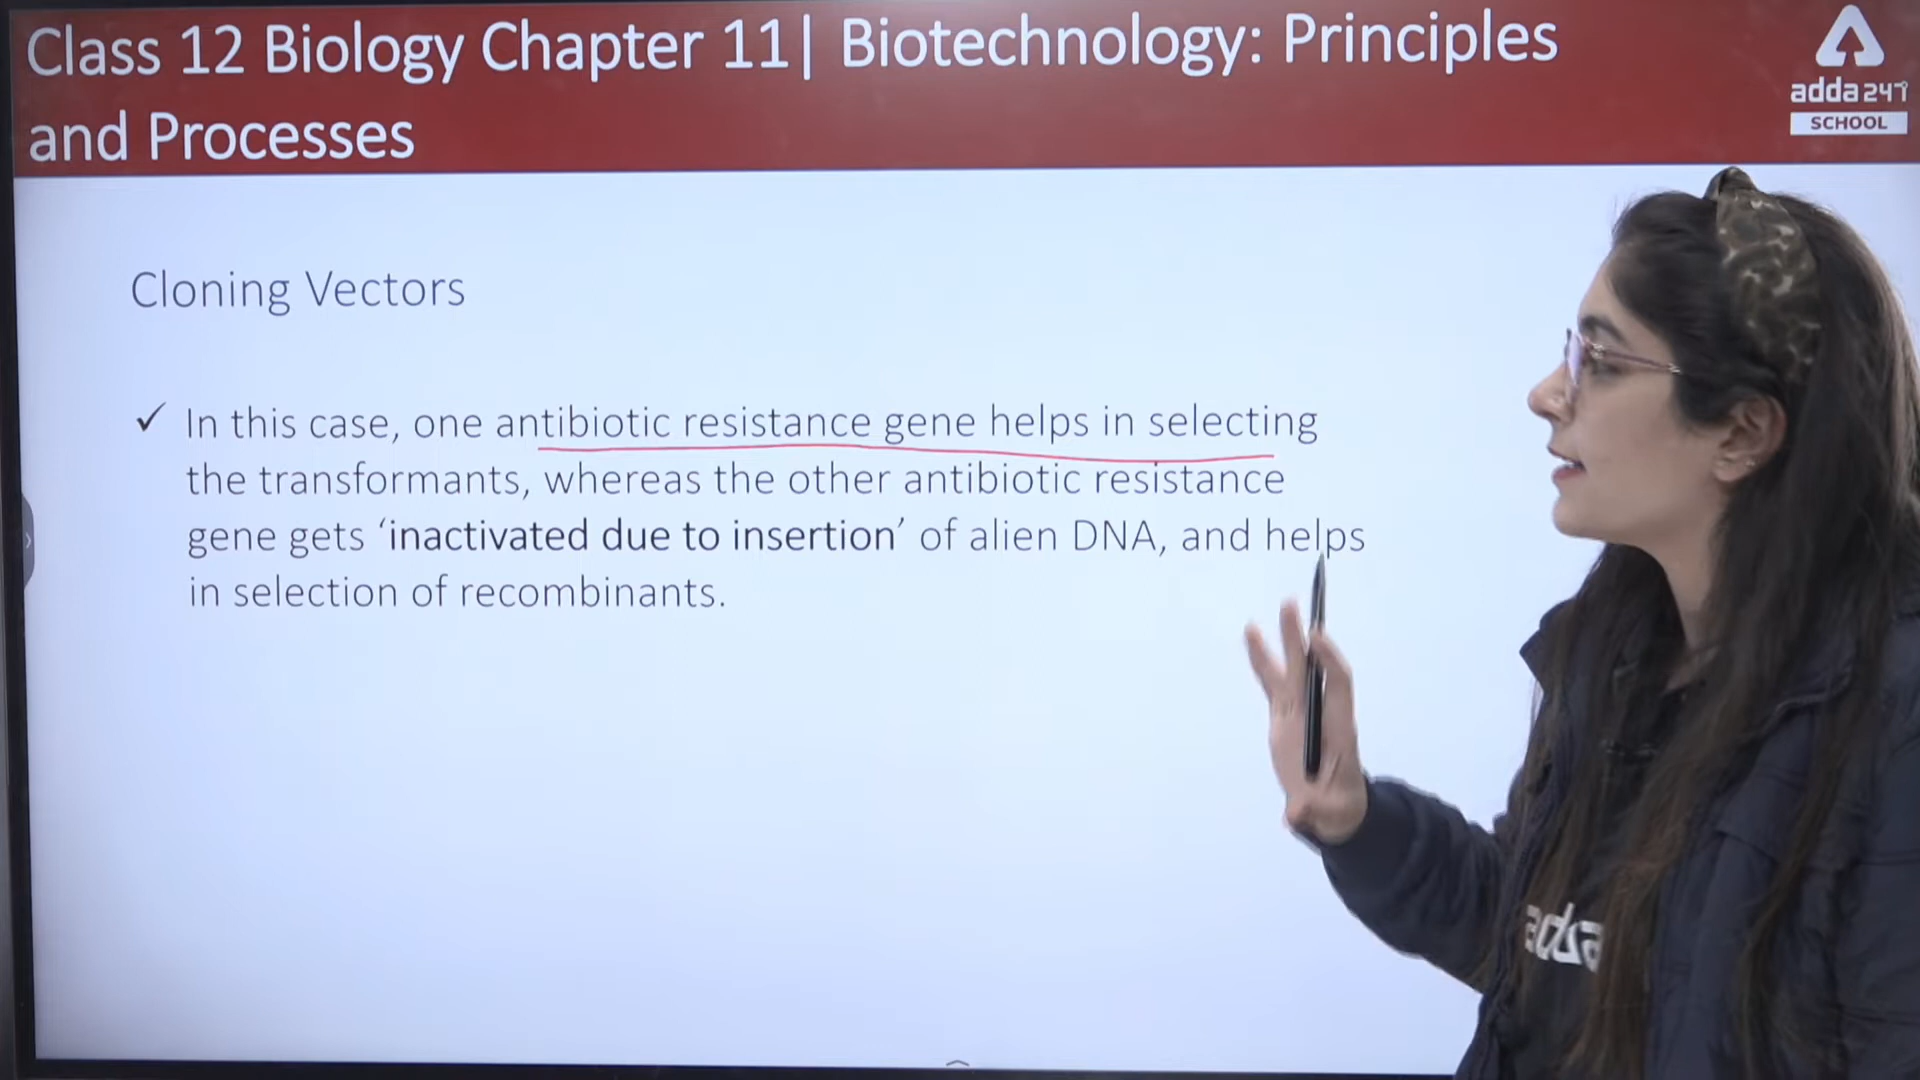 Class 12 Biology Chapter 11| Biotechnology: Principles
and Processes
adda247
SCHOOL
Cloning Vectors
✓ In this case, one antibiotic resistance gene helps in selecting
the transformants, whereas the other antibiotic resistance
gene gets ‘inactivated due to insertion’ of alien DNA, and helps
in selection of recombinants.
adda